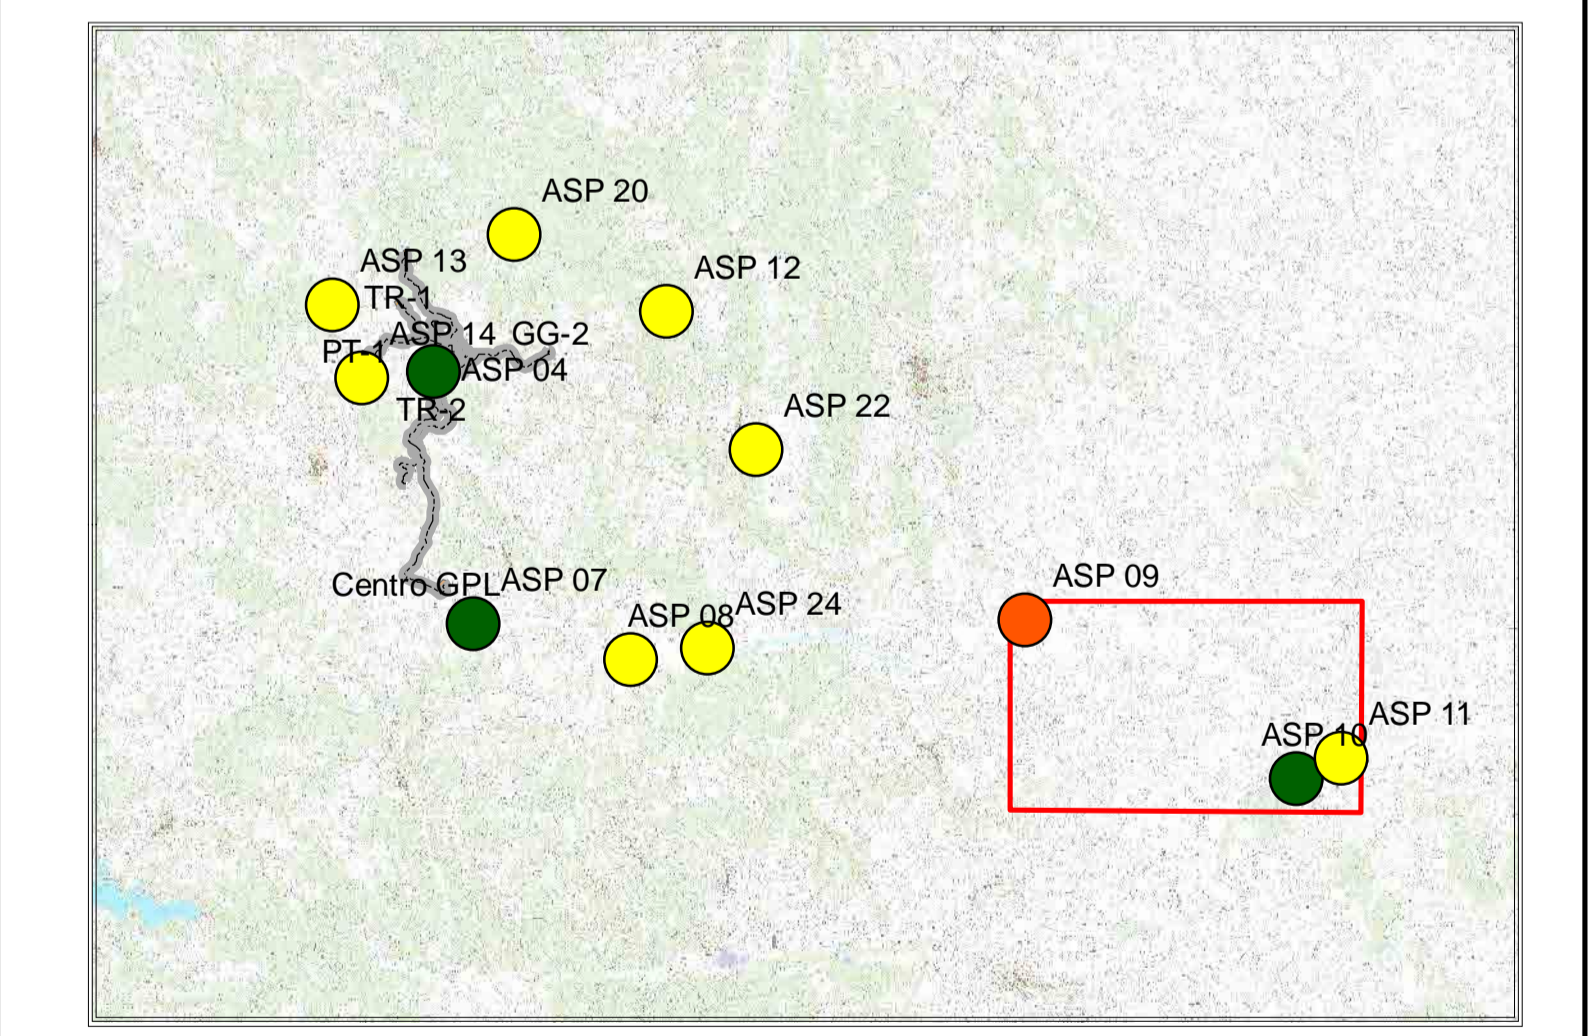 ASP 20
ASP 13
ASP 12
TR-1
ASP 14
GG-2
PT-1
ASP 04
TR-2
ASP 22
ASP 09
Centro GPL
ASP 07
ASP 24
ASP 08
ASP 11
ASP 10